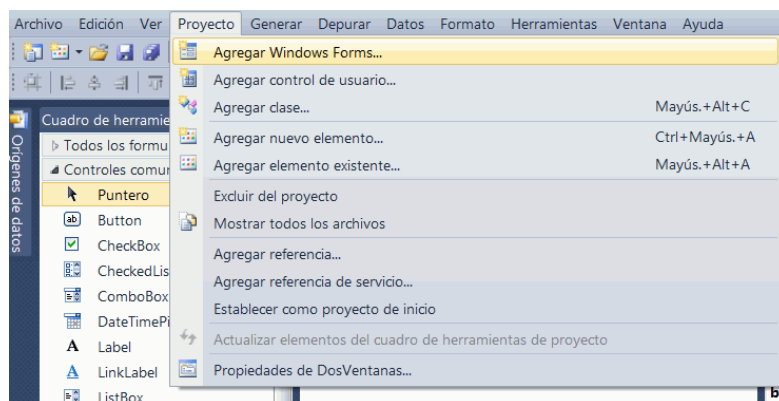 Archivo Edición Ver Proyecto Generar Depurar Datos Formato Herramientas Ventana Ayuda
Agregar Windows Forms...
Agregar control de usuario...
Agregar clase... Mayús.+Alt+C
Agregar nuevo elemento... Ctrl+Mayús.+A
Agregar elemento existente... Mayús.+Alt+A
Excluir del proyecto
Mostrar todos los archivos
Agregar referencia...
Agregar referencia de servicio...
Establecer como proyecto de inicio
Actualizar elementos del cuadro de herramientas de proyecto
Propiedades de DosVentanas...
Orígenes de datos
Cuadro de herramie
Todos los formu
Controles comur
Puntero
ab Button
CheckBox
CheckedLis
ComboBox
DateTimePi
A Label
A LinkLabel
ListBox
b